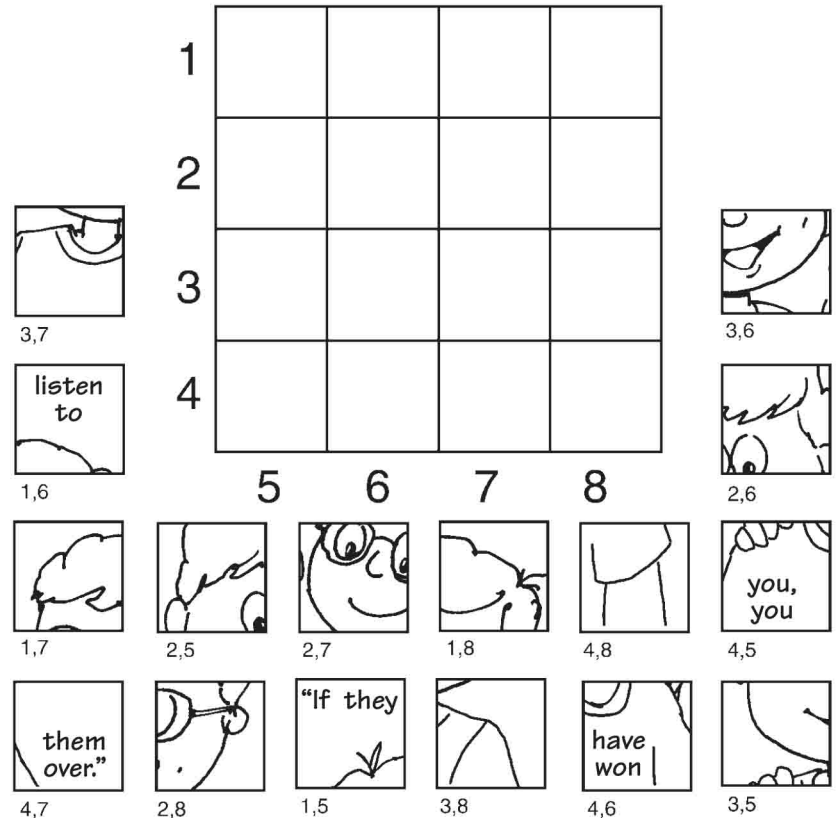 1
2
3
4
5 6 7 8
3,7
3,6
listen
to
1,6
2,6
1,7
2,5
2,7
1,8
4,8
you,
you
4,5
them
over."
4,7
2,8
"If they
1,5
3,8
have
won
4,6
3,5